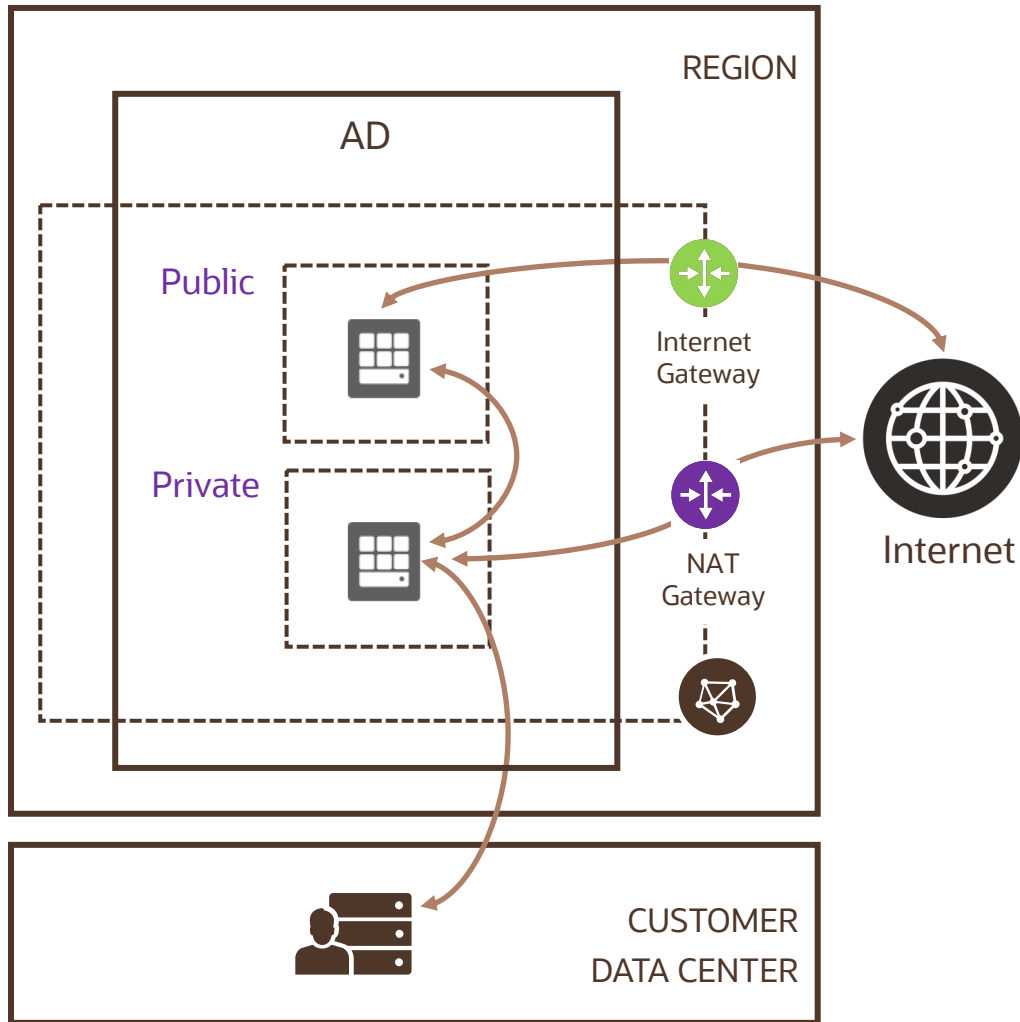 REGION
AD
Public
Internet
Gateway
Private
NAT
Gateway
Internet
CUSTOMER
DATA CENTER